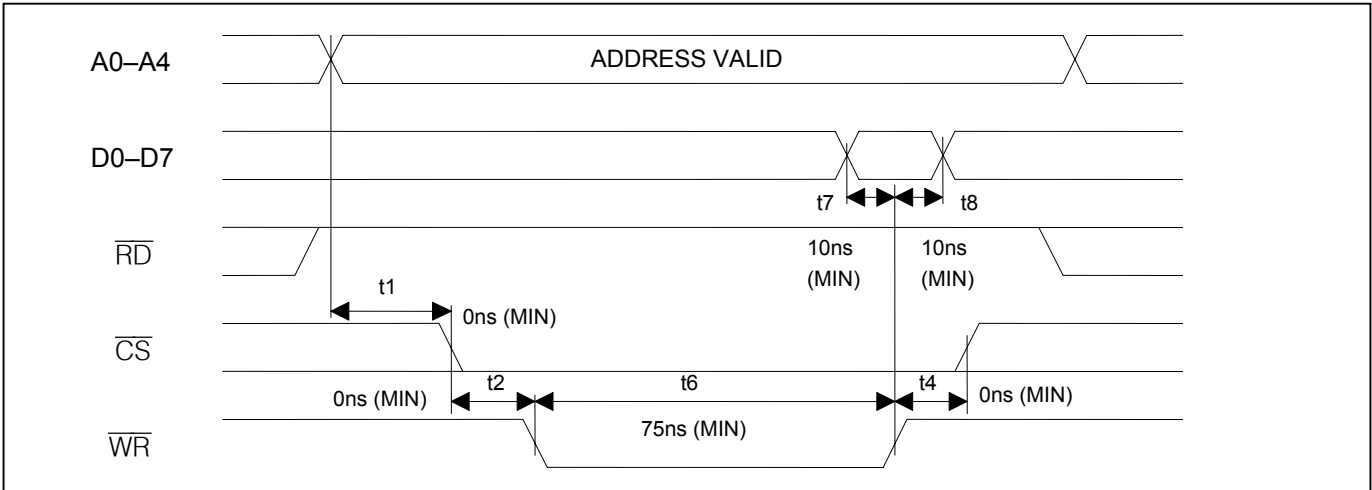 A0–A4
ADDRESS VALID
D0–D7
t7
t8
RD
10ns
(MIN)
10ns
(MIN)
t1
0ns (MIN)
CS
t2
t6
t4
0ns (MIN)
0ns (MIN)
75ns (MIN)
WR